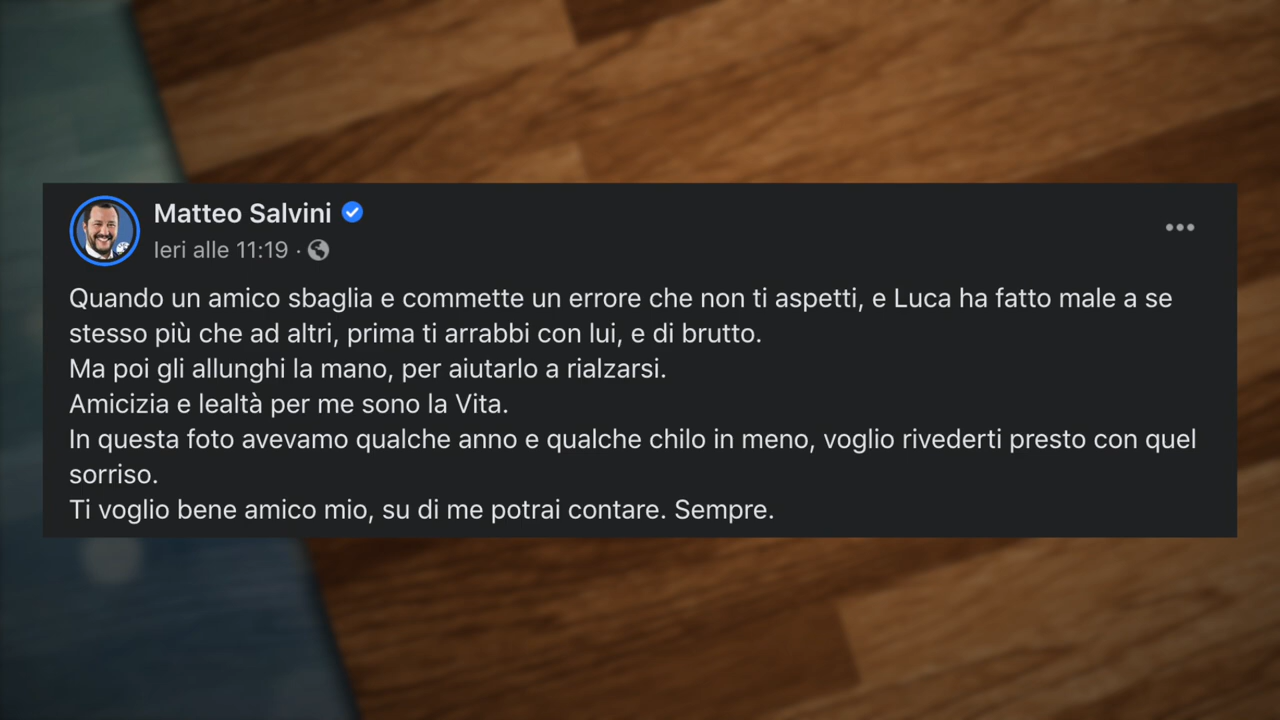 Matteo Salvini
Ieri alle 11:19 ·
Quando un amico sbaglia e commette un errore che non ti aspetti, e Luca ha fatto male a se
stesso più che ad altri, prima ti arrabbi con lui, e di brutto.
Ma poi gli allunghi la mano, per aiutarlo a rialzarsi.
Amicizia e lealtà per me sono la Vita.
In questa foto avevamo qualche anno e qualche chilo in meno, voglio rivederti presto con quel
sorriso.
Ti voglio bene amico mio, su di me potrai contare. Sempre.